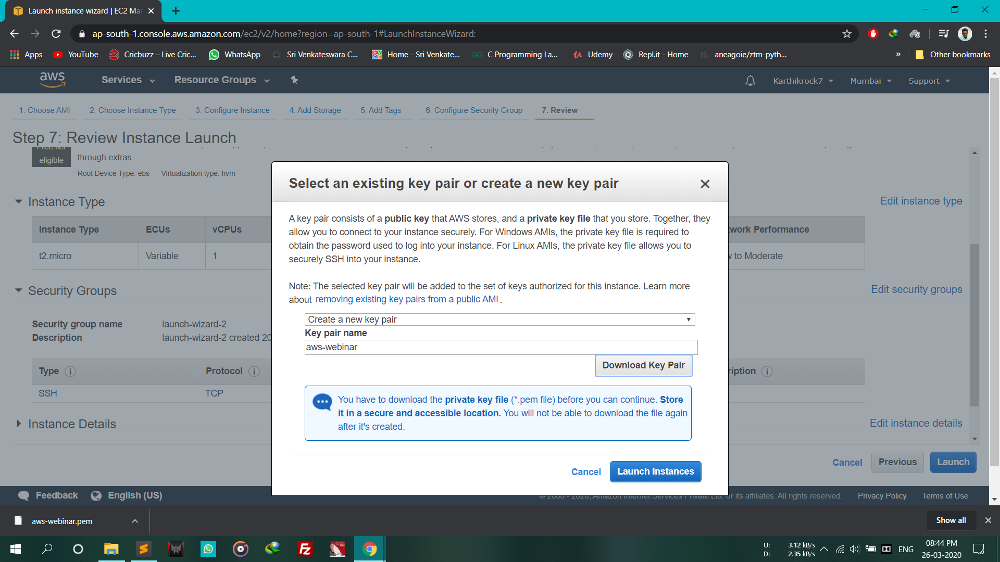 Launch instance wizard | EC2 Ma
ap-south-1.console.aws.amazon.com/ec2/v2/home?region=ap-south-1#LaunchInstanceWizard:
Apps YouTube Cricbuzz – Live Cric... WhatsApp Sri Venkateswara C... Home - Sri Venkate... C Programming La... Udemy Repl.it - Home aneagoie/ztm-pyth... » Other bookmarks
aws Services Resource Groups Karthikrock7 Mumbai Support
1. Choose AMI 2. Choose Instance Type 3. Configure Instance 4. Add Storage 5. Add Tags 6. Configure Security Group 7. Review
Step 7: Review Instance Launch
Free tier
eligible
through extras.
Root Device Type: ebs Virtualization type: hvm
Select an existing key pair or create a new key pair
A key pair consists of a public key that AWS stores, and a private key file that you store. Together, they
allow you to connect to your instance securely. For Windows AMIs, the private key file is required to
obtain the password used to log into your instance. For Linux AMIs, the private key file allows you to
securely SSH into your instance.
Note: The selected key pair will be added to the set of keys authorized for this instance. Learn more
about removing existing key pairs from a public AMI .
Create a new key pair
Key pair name
aws-webinar
Download Key Pair
You have to download the private key file (*.pem file) before you can continue. Store
it in a secure and accessible location. You will not be able to download the file again
after it's created.
Cancel Launch Instances
Instance Type Edit instance type
Instance Type ECUs vCPUs work Performance
t2.micro Variable 1 to Moderate
Security Groups Edit security groups
Security group name launch-wizard-2
Description launch-wizard-2 created 20
Type Protocol ription
SSH TCP
Instance Details Edit instance details
Cancel Previous Launch
Feedback English (US) © 2008 - 2020, Amazon Internet Services Private Ltd. or its affiliates. All rights reserved. Privacy Policy Terms of Use
aws-webinar.pem Show all
U: 3.12 kB/s
D: 2.35 kB/s
ENG
08:44 PM
26-03-2020